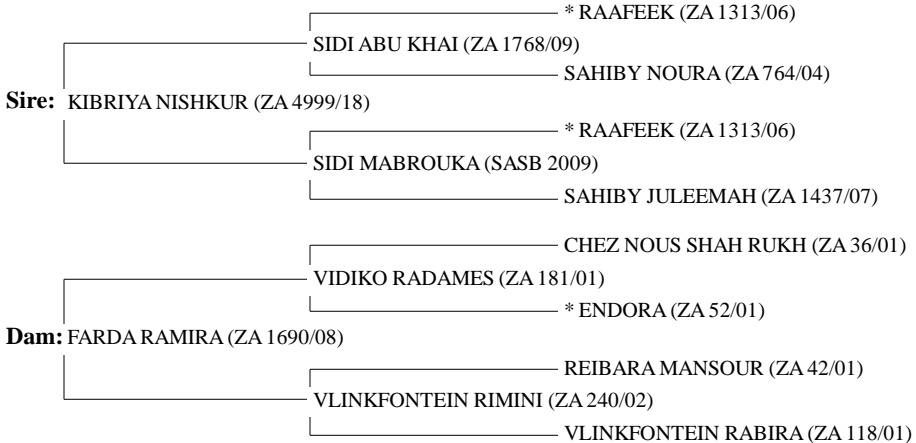 * RAAFEEK (ZA 1313/06)
SIDI ABU KHAI (ZA 1768/09)
SAHIBY NOURA (ZA 764/04)
Sire: KIBRIYA NISHKUR (ZA 4999/18)
* RAAFEEK (ZA 1313/06)
SIDI MABROUKA (SASB 2009)
SAHIBY JULEEMAH (ZA 1437/07)
CHEZ NOUS SHAH RUKH (ZA 36/01)
VIDIKO RADAMES (ZA 181/01)
* ENDORA (ZA 52/01)
Dam: FARDA RAMIRA (ZA 1690/08)
REIBARA MANSOUR (ZA 42/01)
VLINKFONTEIN RIMINI (ZA 240/02)
VLINKFONTEIN RABIRA (ZA 118/01)